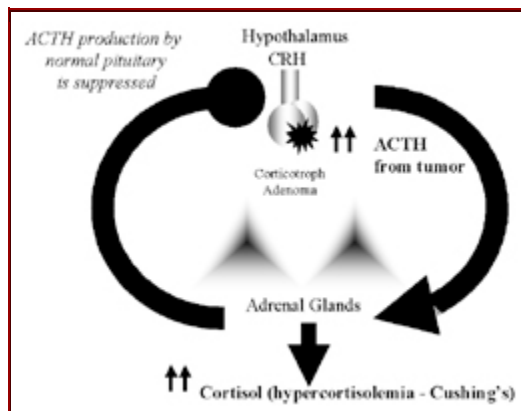 ACTH production by
normal pituitary
is suppressed
Hypothalamus
CRH
ACTH
from tumor
Corticotroph
Adenoma
Adrenal Glands
Cortisol (hypercortisolemia - Cushing's)